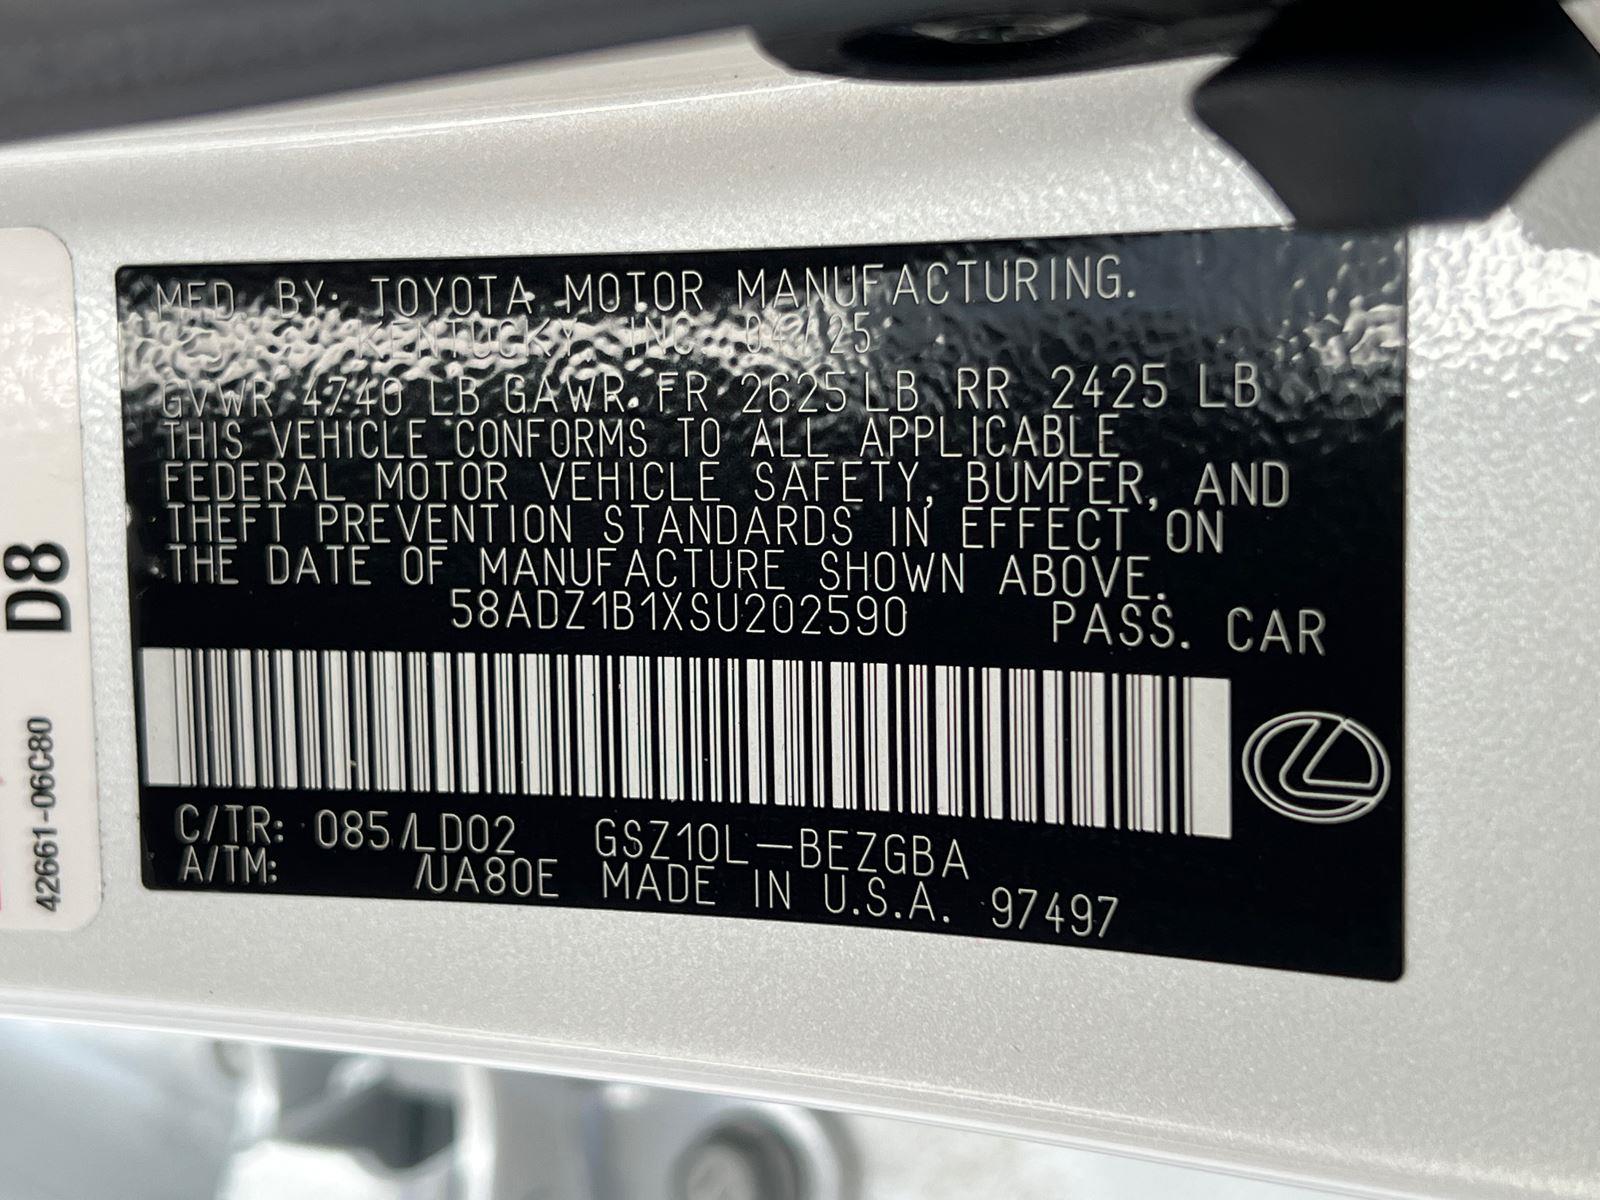 MFD. BY: TOYOTA MOTOR MANUFACTURING.
KENTUCKY, INC. 04/25
GVWR 4740 LB GAWR. FR 2625 LB RR 2425 LB
THIS VEHICLE CONFORMS TO ALL APPLICABLE
FEDERAL MOTOR VEHICLE SAFETY, BUMPER, AND
THEFT PREVENTION STANDARDS IN EFFECT ON
THE DATE OF MANUFACTURE SHOWN ABOVE.
58ADZ1B1XSU202590 PASS. CAR
C/TR: 085/LD02 GSZ10L-BEZGBA
A/TM: /UA80E MADE IN U.S.A. 97497
D8
42661-06C80